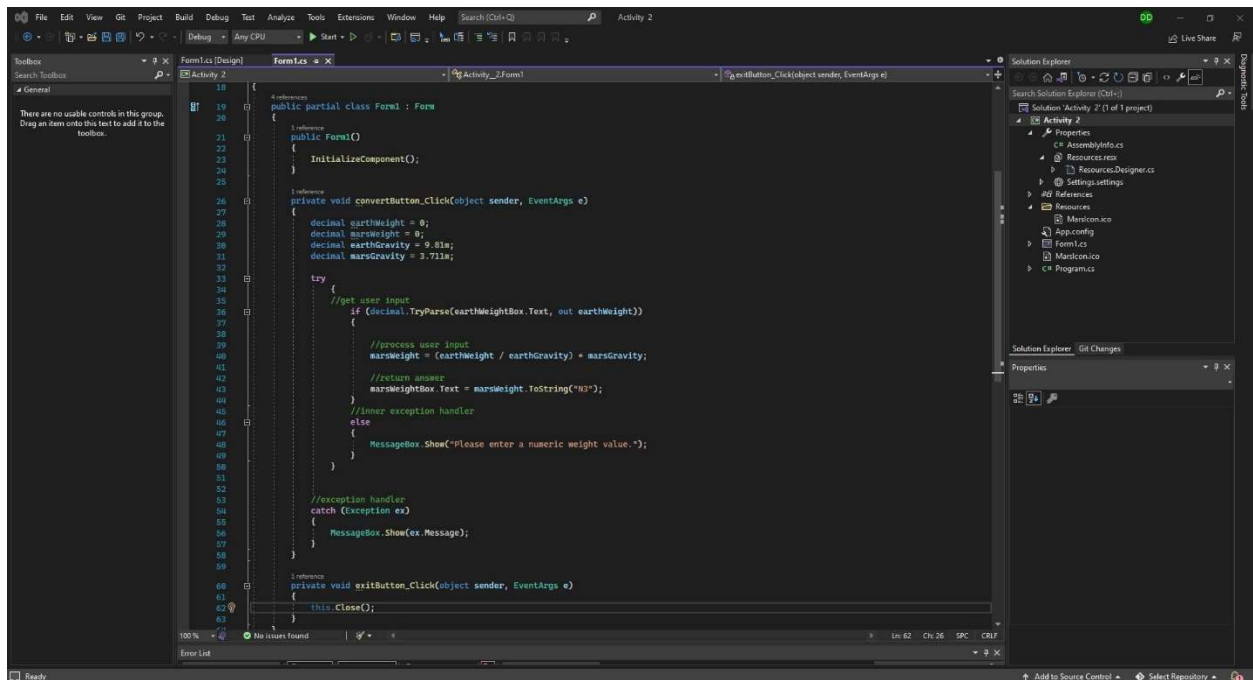 File Edit View Git Project Build Debug Test Analyze Tools Extensions Window Help Search (Ctrl+Q) Activity 2 DD
Debug Any CPU Start Live Share
Toolbox
Search Toolbox
General
There are no usable controls in this group.
Drag an item onto this text to add it to the
toolbox.
Form1.cs [Design] Form1.cs
Activity 2 Activity__2.Form1 exitButton_Click(object sender, EventArgs e)
18 {
4 references
19 public partial class Form1 : Form
20 {
1 reference
21 public Form1()
22 {
23 InitializeComponent();
24 }
25
1 reference
26 private void convertButton_Click(object sender, EventArgs e)
27 {
28 decimal earthWeight = 0;
29 decimal marsWeight = 0;
30 decimal earthGravity = 9.81m;
31 decimal marsGravity = 3.711m;
32
33 try
34 {
35 //get user input
36 if (decimal.TryParse(earthWeightBox.Text, out earthWeight))
37 {
38
39 //process user input
40 marsWeight = (earthWeight / earthGravity) * marsGravity;
41
42 //return answer
43 marsWeightBox.Text = marsWeight.ToString("N3");
44 }
45 //inner exception handler
46 else
47 {
48 MessageBox.Show("Please enter a numeric weight value.");
49 }
50 }
51
52
53 //exception handler
54 catch (Exception ex)
55 {
56 MessageBox.Show(ex.Message);
57 }
58 }
59
1 reference
60 private void exitButton_Click(object sender, EventArgs e)
61 {
62 this.Close();
63 }
100 % No issues found Ln: 62 Ch: 26 SPC CRLF
Error List
Solution Explorer
Search Solution Explorer (Ctrl+;)
Solution 'Activity 2' (1 of 1 project)
Activity 2
Properties
C# AssemblyInfo.cs
Resources.resx
Resources.Designer.cs
Settings.settings
References
Resources
MarsIcon.ico
App.config
Form1.cs
MarsIcon.ico
C# Program.cs
Solution Explorer Git Changes
Properties
Diagnostic Tools
Ready Add to Source Control Select Repository